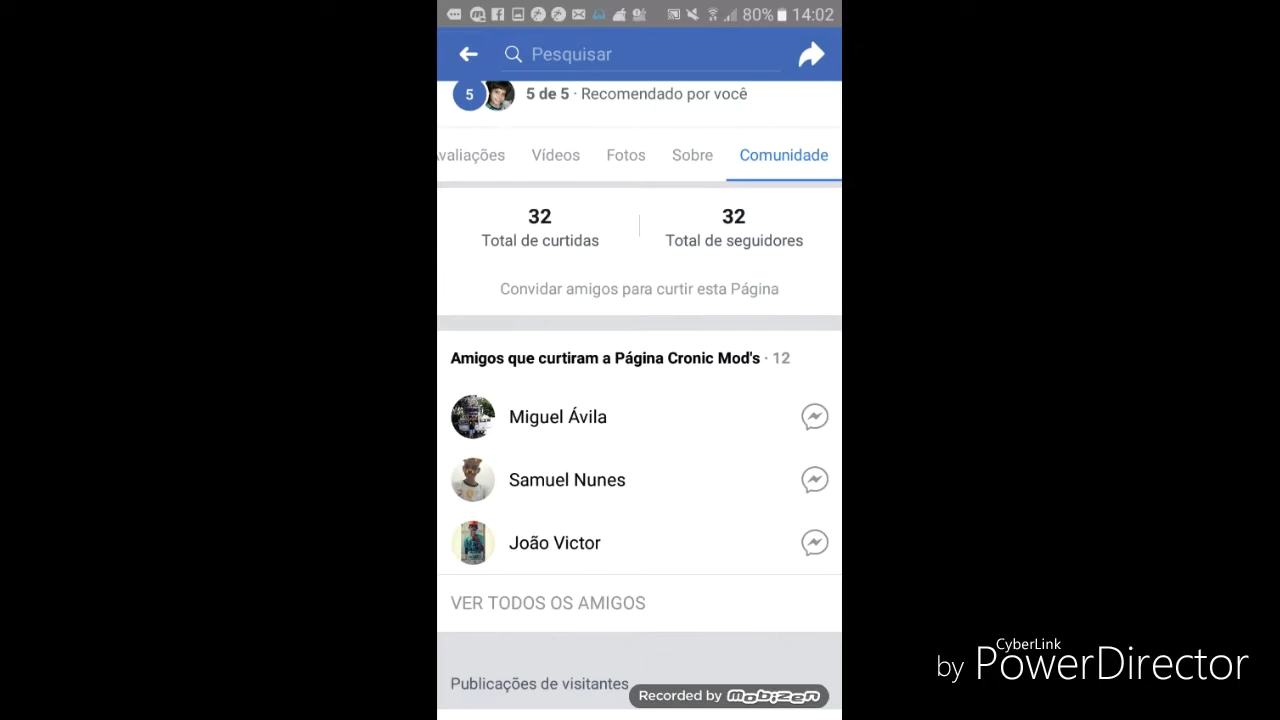 80% 14:02
Pesquisar
5 5 de 5 · Recomendado por você
valiações Vídeos Fotos Sobre Comunidade
32 32
Total de curtidas Total de seguidores
Convidar amigos para curtir esta Página
Amigos que curtiram a Página Cronic Mod's · 12
Miguel Ávila
Samuel Nunes
João Victor
VER TODOS OS AMIGOS
Publicações de visitantes
Recorded by mobizen
CyberLink
by PowerDirector